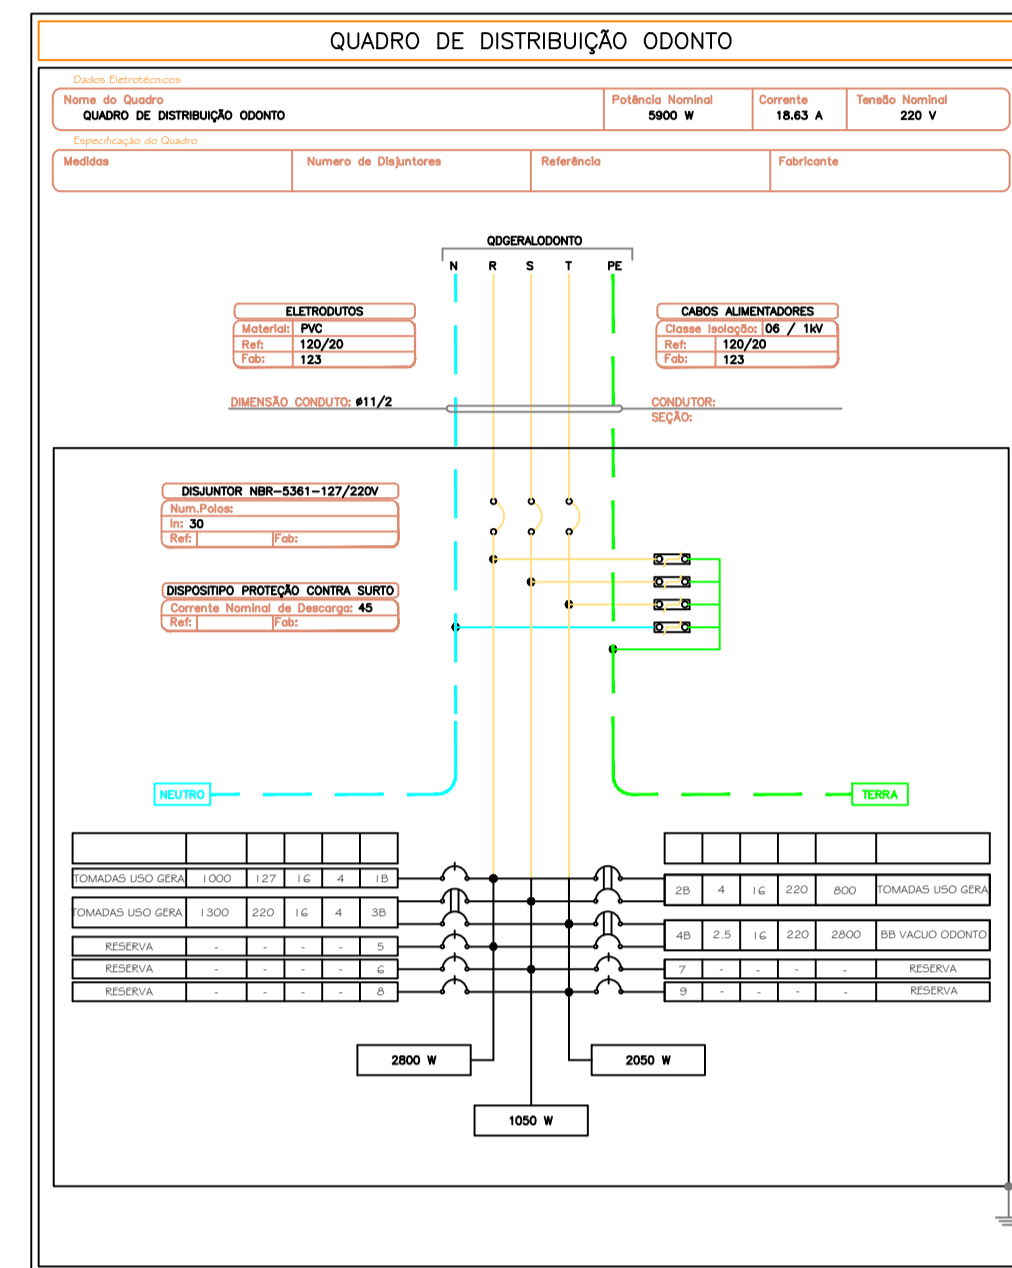 QUADRO DE DISTRIBUIÇÃO ODONTO
Dados Eletrotécnicos
Nome do Quadro Potência Nominal Corrente Tensão Nominal
QUADRO DE DISTRIBUIÇÃO ODONTO 5900 W 18.63 A 220 V
Especificação do Quadro
Medidas Numero de Disjuntores Referência Fabricante
QDGERALODONTO
N R S T PE
ELETRODUTOS
Material: PVC
Ref: 120/20
Fab: 123
CABOS ALIMENTADORES
Classe Isolação: 06 / 1kV
Ref: 120/20
Fab: 123
DIMENSÃO CONDUTO: ø11/2
CONDUTOR:
SEÇÃO:
DISJUNTOR NBR-5361-127/220V
Num.Polos:
In: 30
Ref: Fab:
DISPOSITIPO PROTEÇÃO CONTRA SURTO
Corrente Nominal de Descarga: 45
Ref: Fab:
NEUTRO
TERRA
TOMADAS USO GERA 1000 127 16 4 1B
TOMADAS USO GERA 1300 220 16 4 3B
RESERVA - - - - 5
RESERVA - - - - 6
RESERVA - - - - 8
2B 4 16 220 800 TOMADAS USO GERA
4B 2.5 16 220 2800 BB VACUO ODONTO
7 - - - - RESERVA
9 - - - - RESERVA
2800 W
2050 W
1050 W